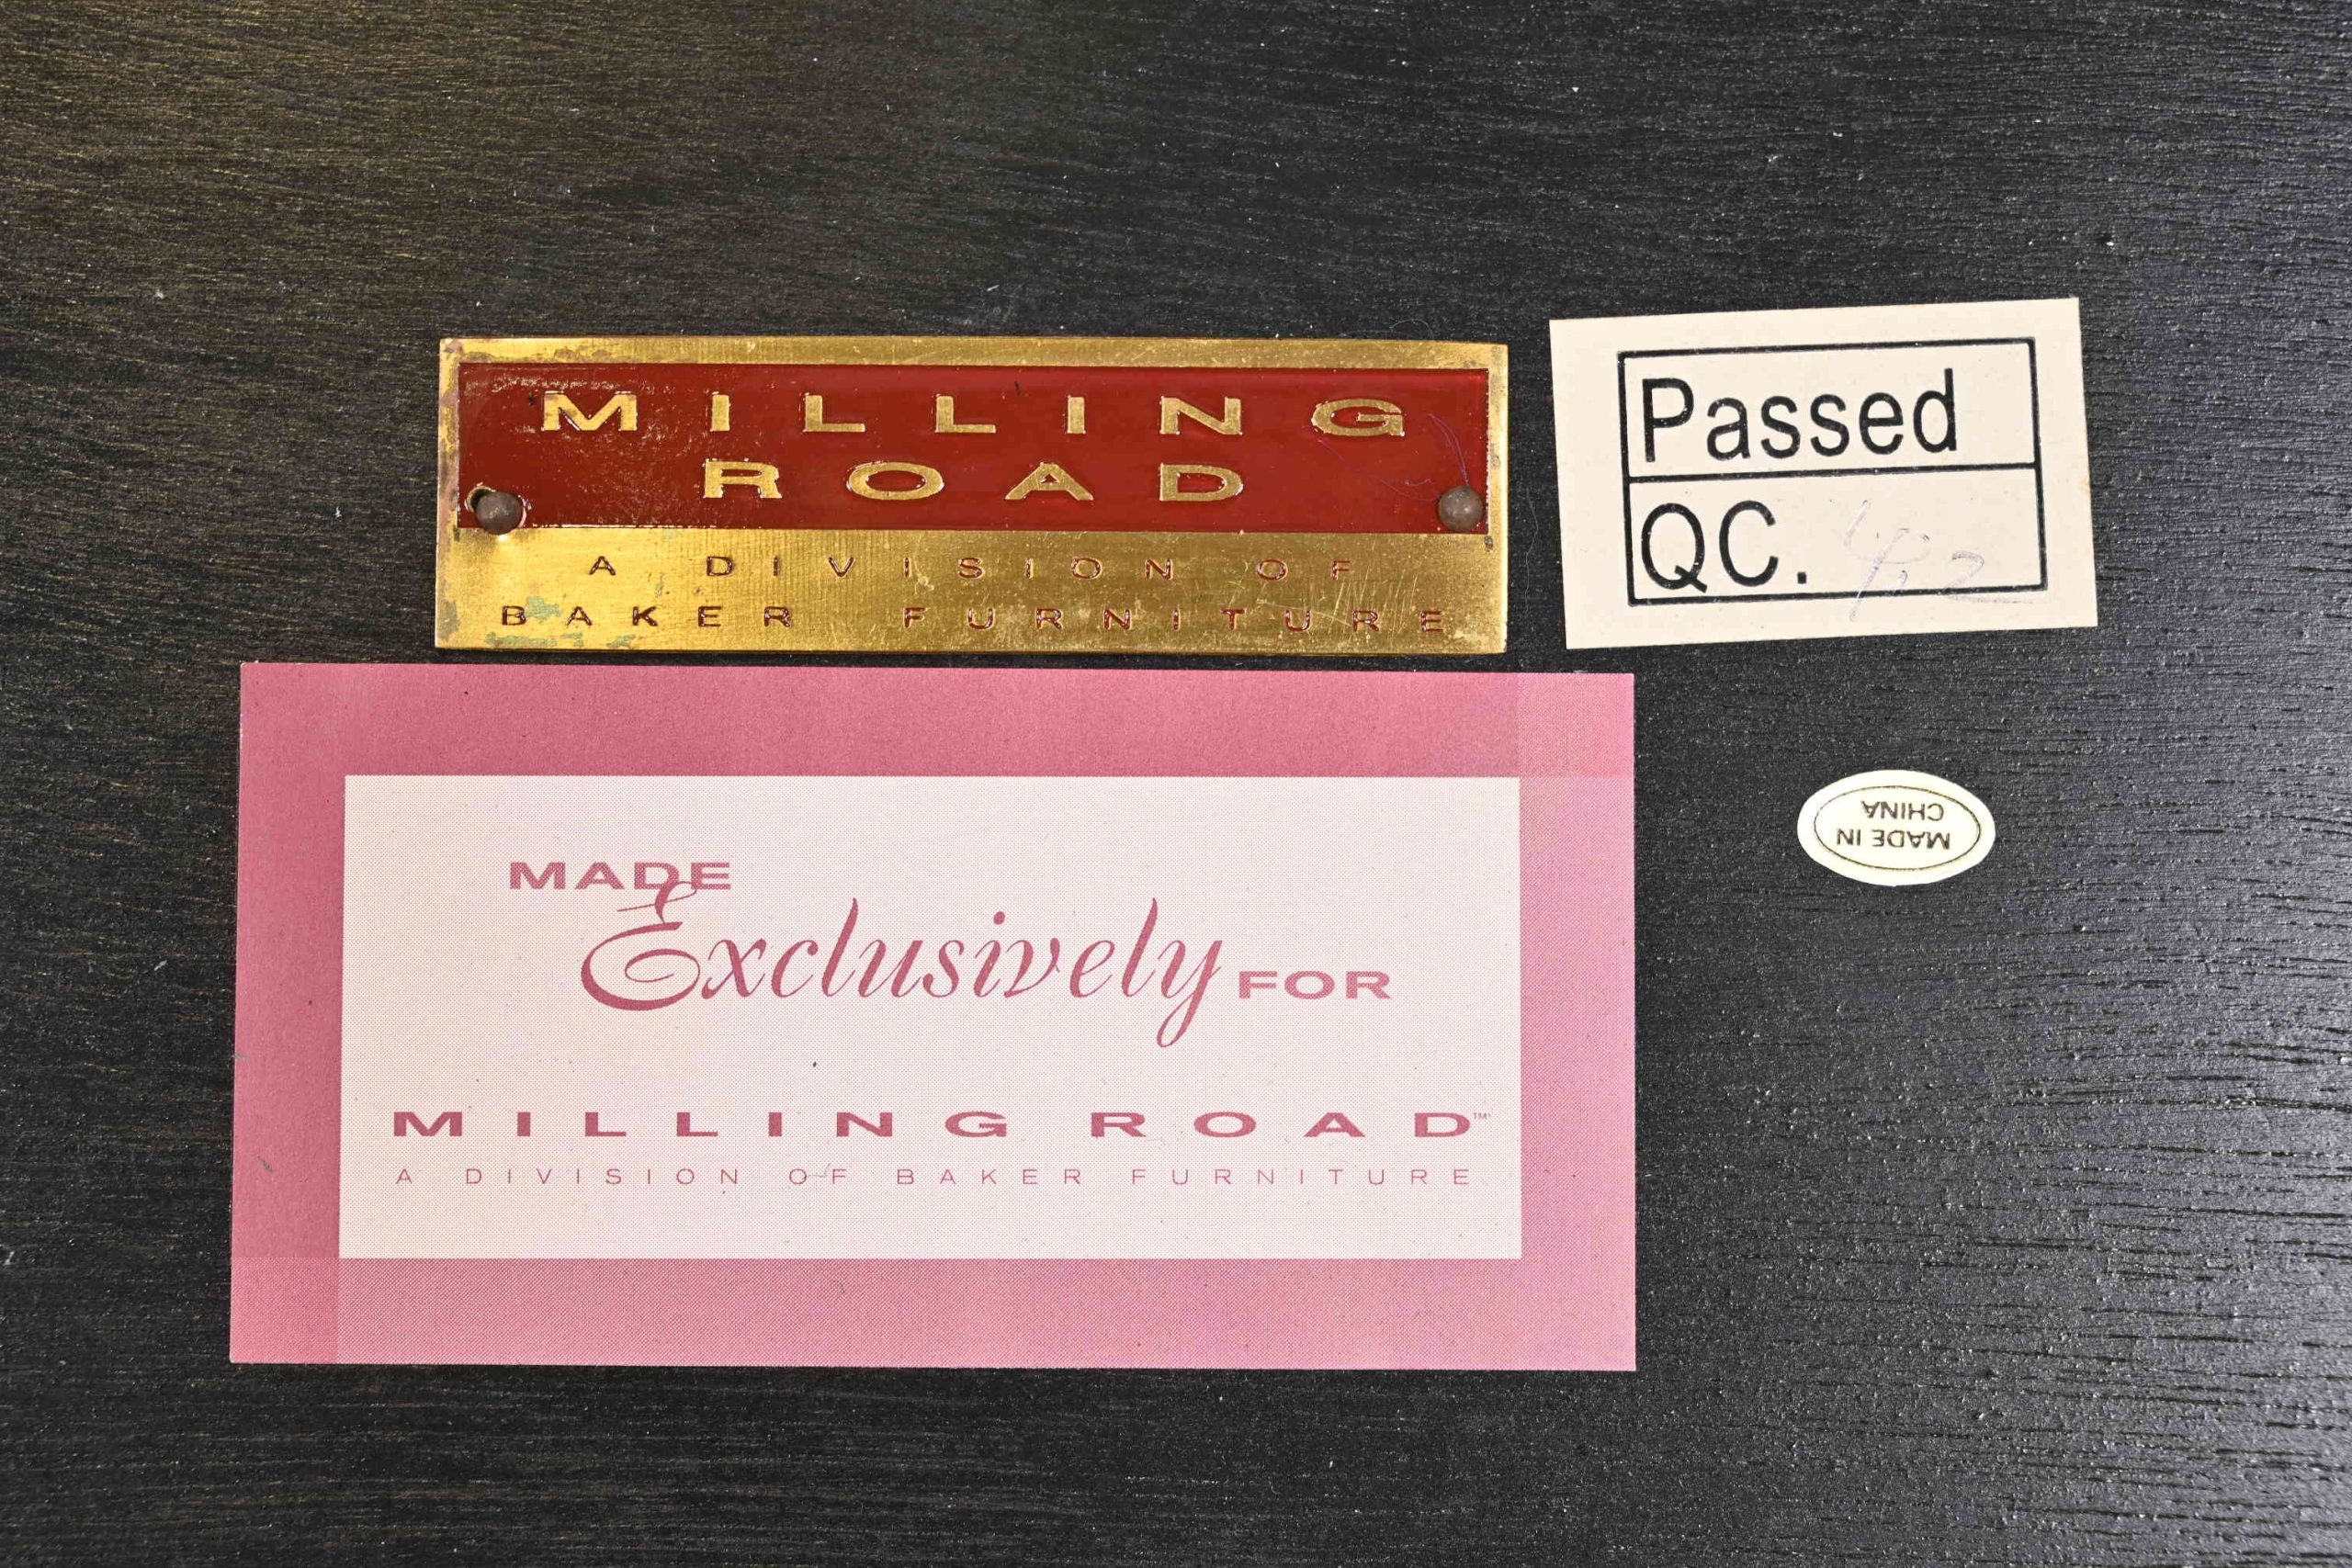 MILLING
ROAD
A DIVISION OF
BAKER FURNITURE
Passed
QC.
MADE
Exclusively FOR
MILLING ROAD™
A DIVISION OF BAKER FURNITURE
MADE IN
CHINA